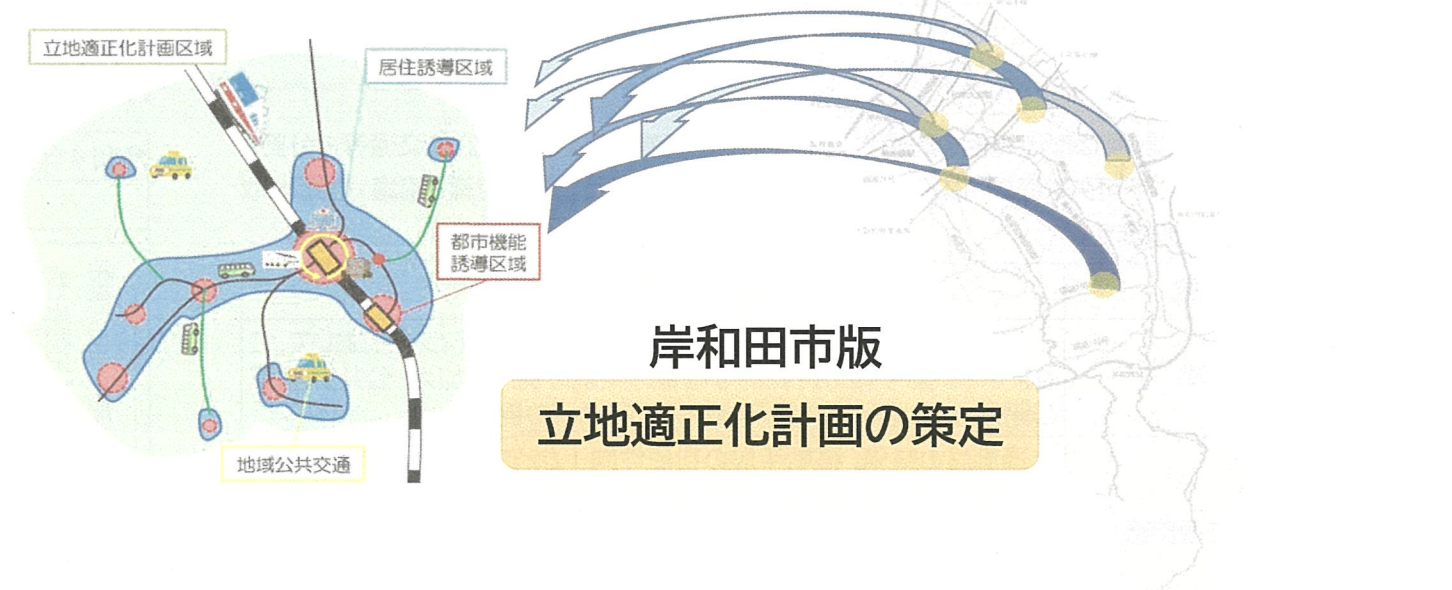 立地適正化計画区域
居住誘導区域
都市機能
誘導区域
地域公共交通
岸和田市版
立地適正化計画の策定